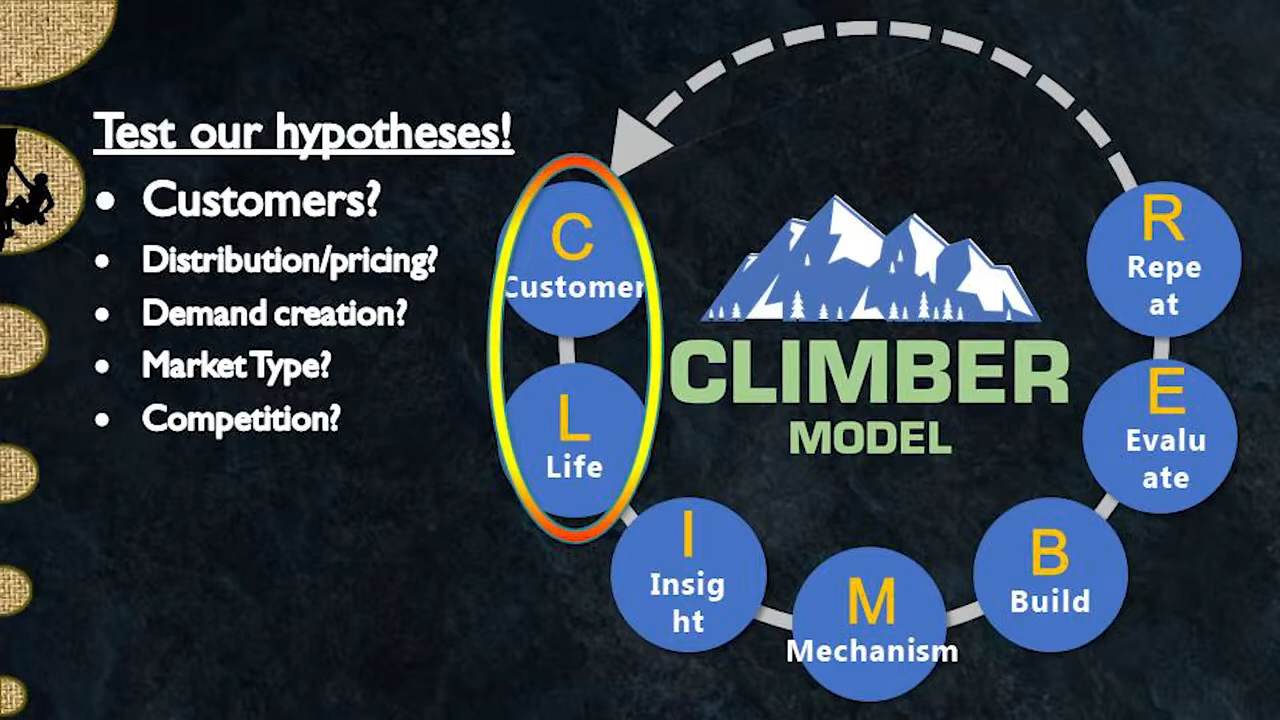 Test our hypotheses!
• Customers?
• Distribution/pricing?
• Demand creation?
• Market Type?
• Competition?
C
Customer
L
Life
I
Insig
ht
M
Mechanism
B
Build
E
Evalu
ate
R
Repe
at
CLIMBER
MODEL